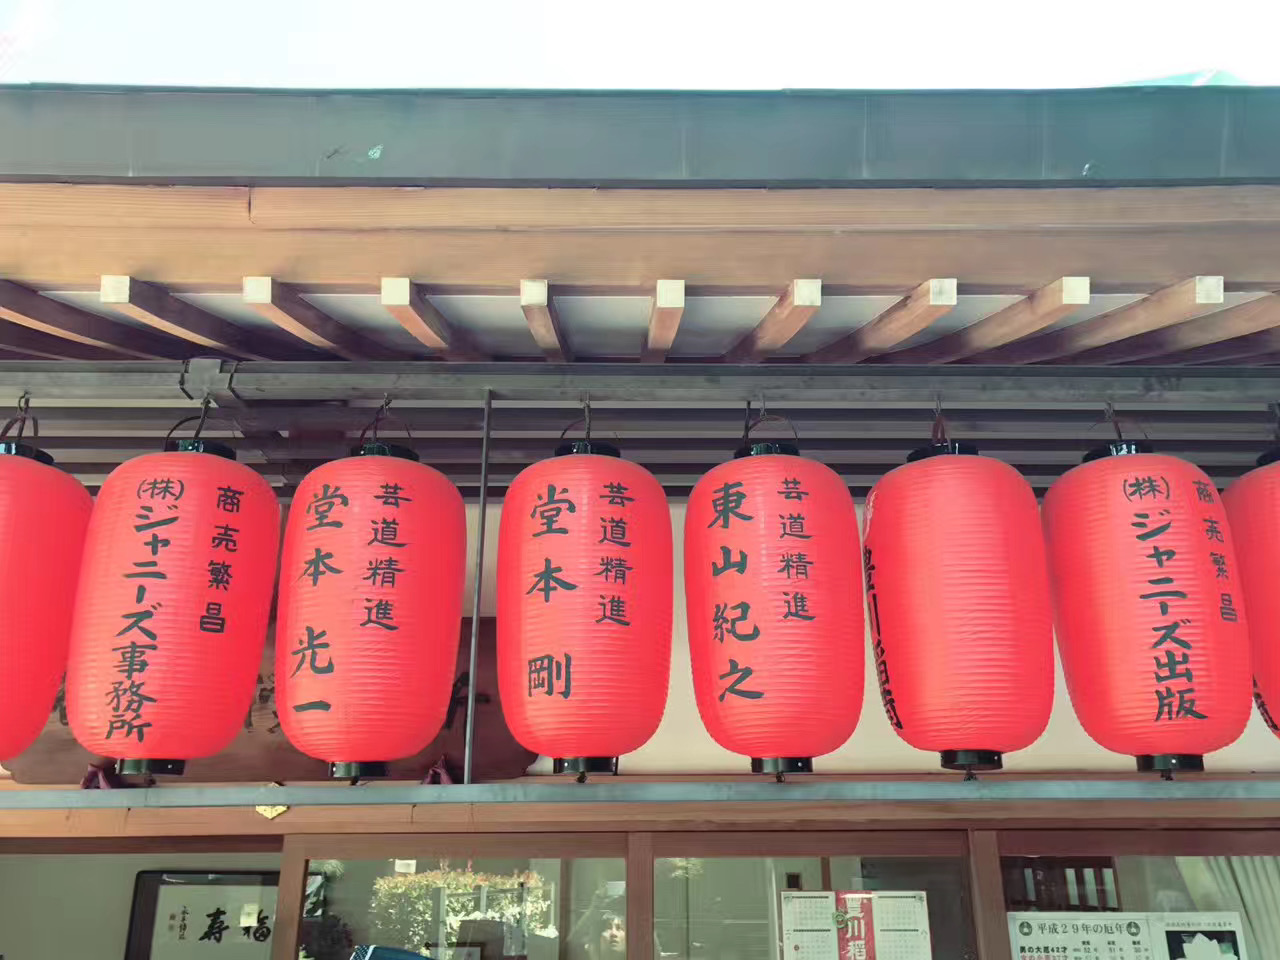 商売繁昌
(株)ジャニーズ事務所
芸道精進
堂本光一
芸道精進
堂本剛
芸道精進
東山紀之
商売繁昌
(株)ジャニーズ出版
福寿
豊川稲
平成29年の厄年
男の大厄42才